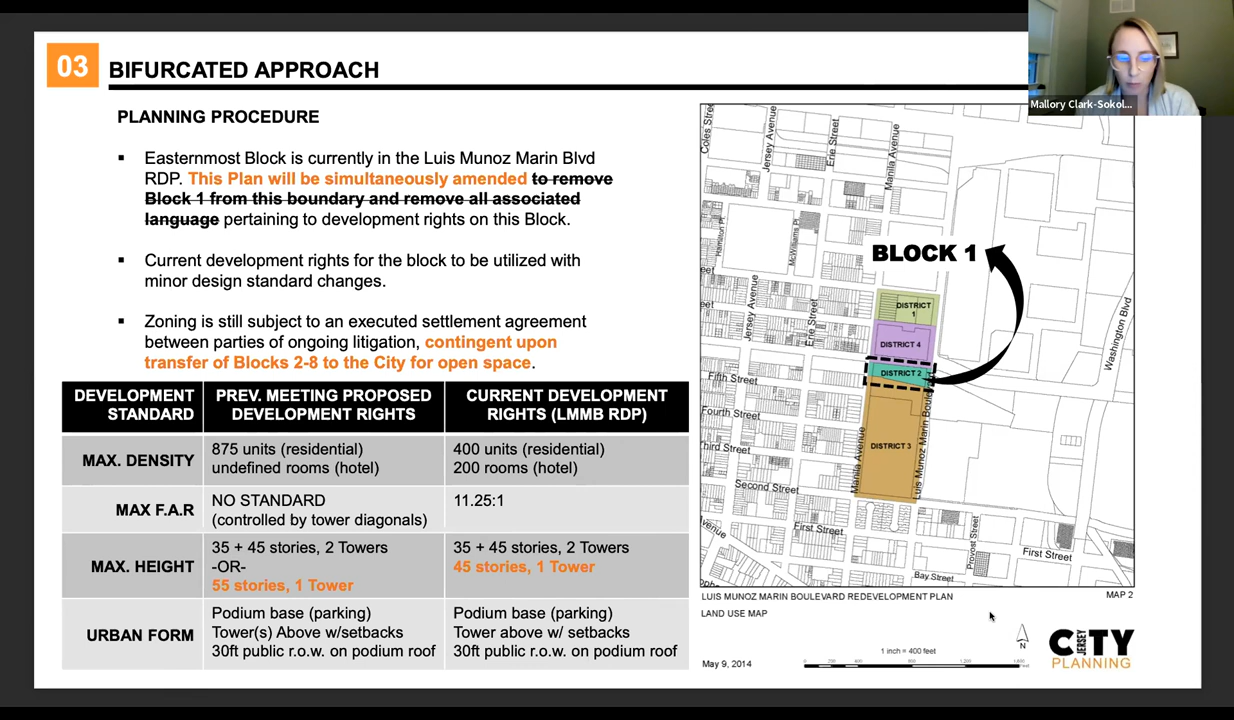 03 BIFURCATED APPROACH
Mallory Clark-Sokol...
PLANNING PROCEDURE
▪ Easternmost Block is currently in the Luis Munoz Marin Blvd
RDP. This Plan will be simultaneously amended to remove
Block 1 from this boundary and remove all associated
language pertaining to development rights on this Block.
▪ Current development rights for the block to be utilized with
minor design standard changes.
▪ Zoning is still subject to an executed settlement agreement
between parties of ongoing litigation, contingent upon
transfer of Blocks 2-8 to the City for open space.
DEVELOPMENT STANDARD
PREV. MEETING PROPOSED DEVELOPMENT RIGHTS
CURRENT DEVELOPMENT RIGHTS (LMMB RDP)
MAX. DENSITY
875 units (residential)
undefined rooms (hotel)
400 units (residential)
200 rooms (hotel)
MAX F.A.R
NO STANDARD
(controlled by tower diagonals)
11.25:1
MAX. HEIGHT
35 + 45 stories, 2 Towers
-OR-
55 stories, 1 Tower
35 + 45 stories, 2 Towers
45 stories, 1 Tower
URBAN FORM
Podium base (parking)
Tower(s) Above w/setbacks
30ft public r.o.w. on podium roof
Podium base (parking)
Tower above w/ setbacks
30ft public r.o.w. on podium roof
Coles Stree
Jersey Avenue
Erie Street
Manila Avenue
Hamilton Pl
McWilliams Pl
BLOCK 1
eet
eet
Jersey Avenue
Erie Street
DISTRICT
1
DISTRICT 4
DISTRICT 2
DISTRICT 3
Washington Blvd
Fifth Street
Fourth Street
Third Street
Second Street
First Street
Manila Avenue
Luis Munoz Marin Boulevard
Avenue
Provost Street
First Street
Bay Street
LUIS MUNOZ MARIN BOULEVARD REDEVELOPMENT PLAN
MAP 2
LAND USE MAP
May 9, 2014
1 inch = 400 feet
N
JERSEY
CITY
PLANNING